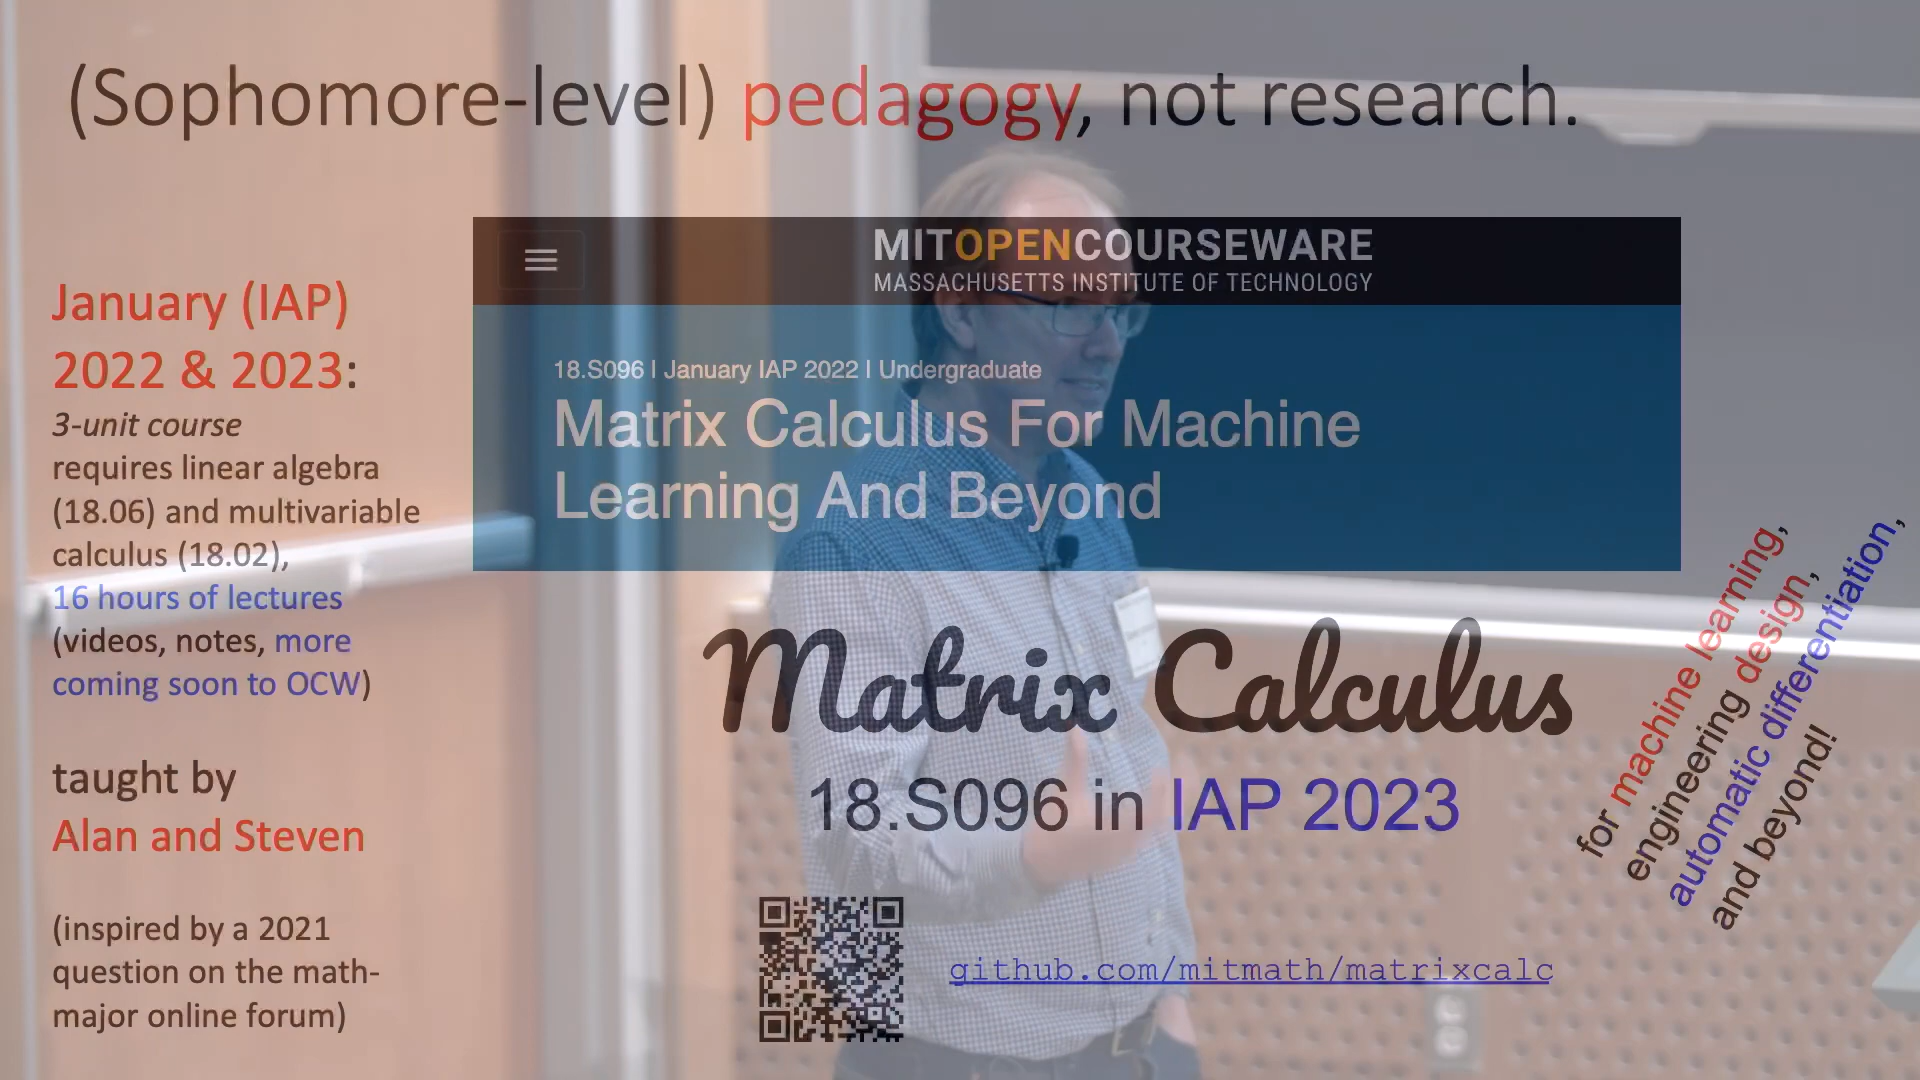 (Sophomore-level) pedagogy, not research.
MITOPENCOURSEWARE
MASSACHUSETTS INSTITUTE OF TECHNOLOGY
18.S096 | January IAP 2022 | Undergraduate
Matrix Calculus For Machine
Learning And Beyond
January (IAP)
2022 & 2023:
3-unit course
requires linear algebra
(18.06) and multivariable
calculus (18.02),
16 hours of lectures
(videos, notes, more
coming soon to OCW)
taught by
Alan and Steven
(inspired by a 2021
question on the math-
major online forum)
Matrix Calculus
18.S096 in IAP 2023
for machine learning,
engineering design,
automatic differentiation,
and beyond!
github.com/mitmath/matrixcalc